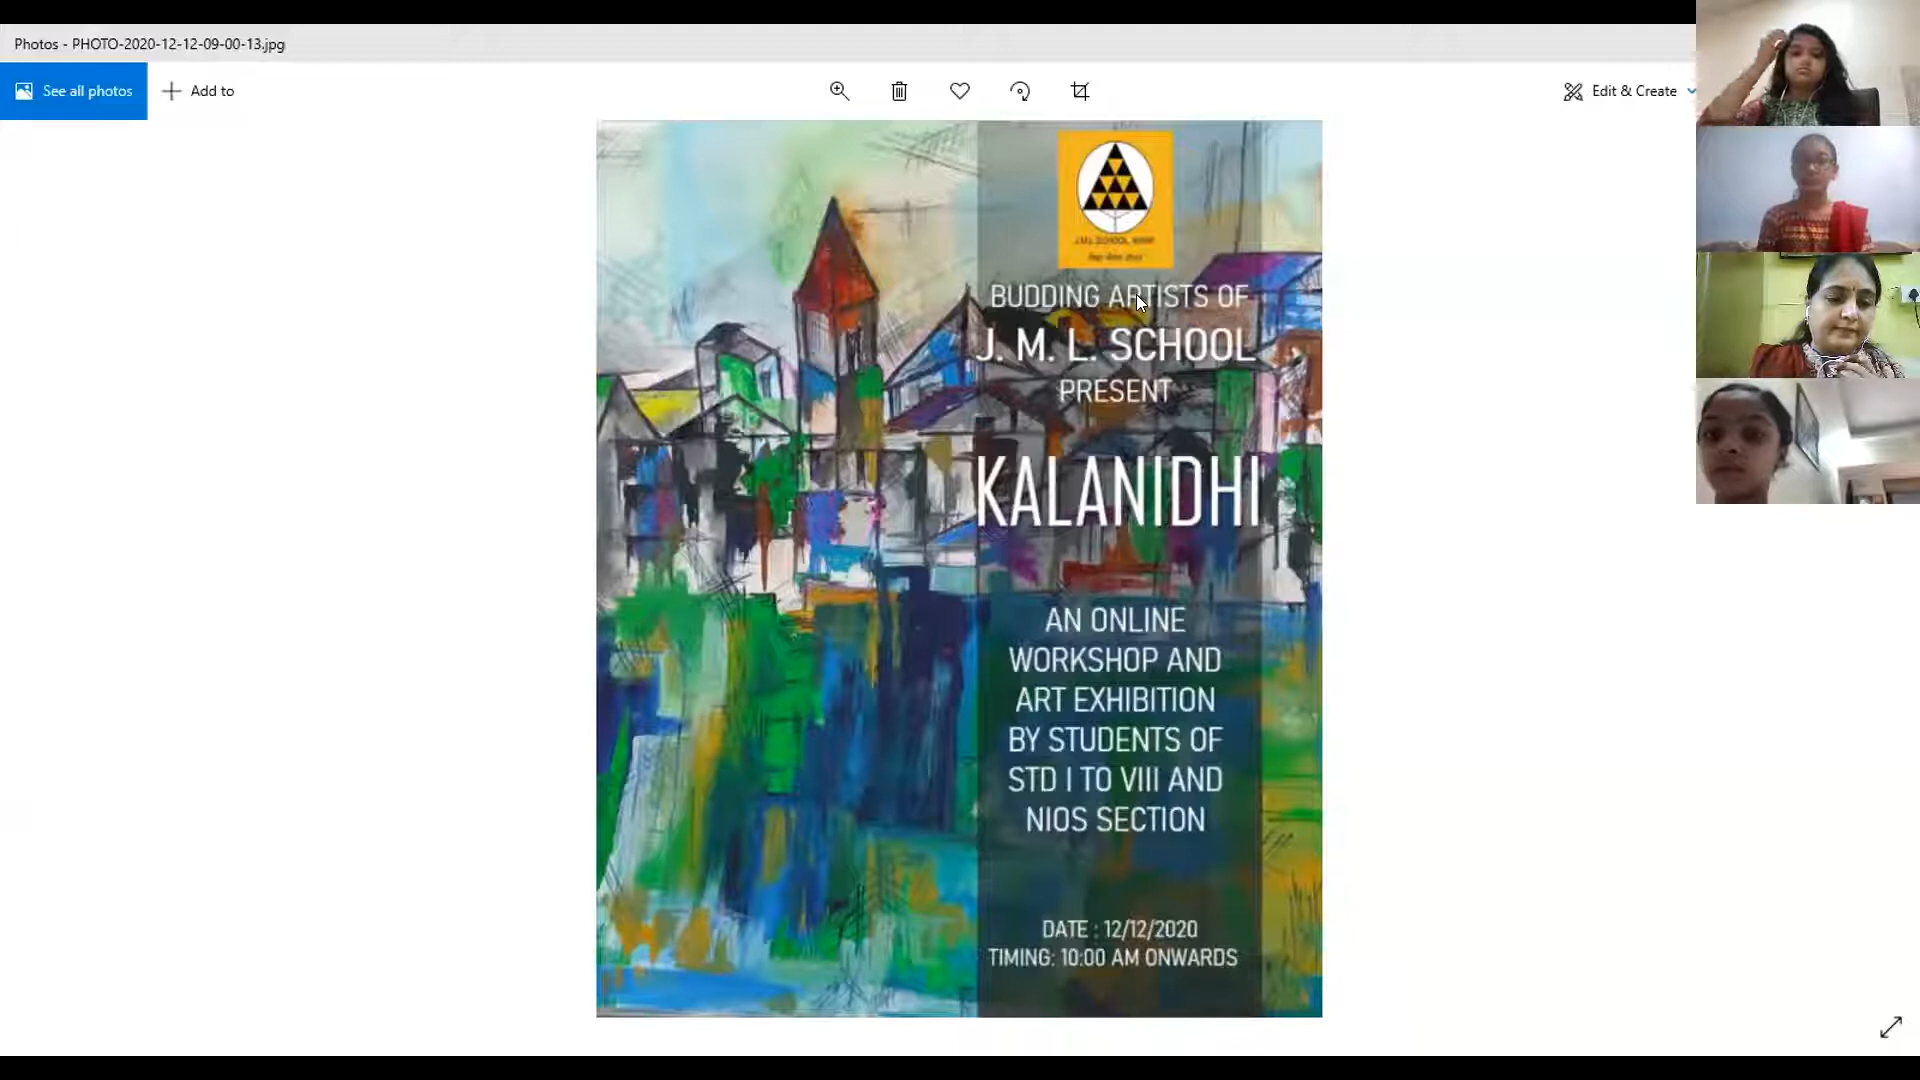 Photos - PHOTO-2020-12-12-09-00-13.jpg
See all photos
Add to
Edit & Create
J.M.L. SCHOOL
BUDDING ARTISTS OF
J. M. L. SCHOOL
PRESENT
KALANIDHI
AN ONLINE
WORKSHOP AND
ART EXHIBITION
BY STUDENTS OF
STD I TO VIII AND
NIOS SECTION
DATE : 12/12/2020
TIMING: 10:00 AM ONWARDS